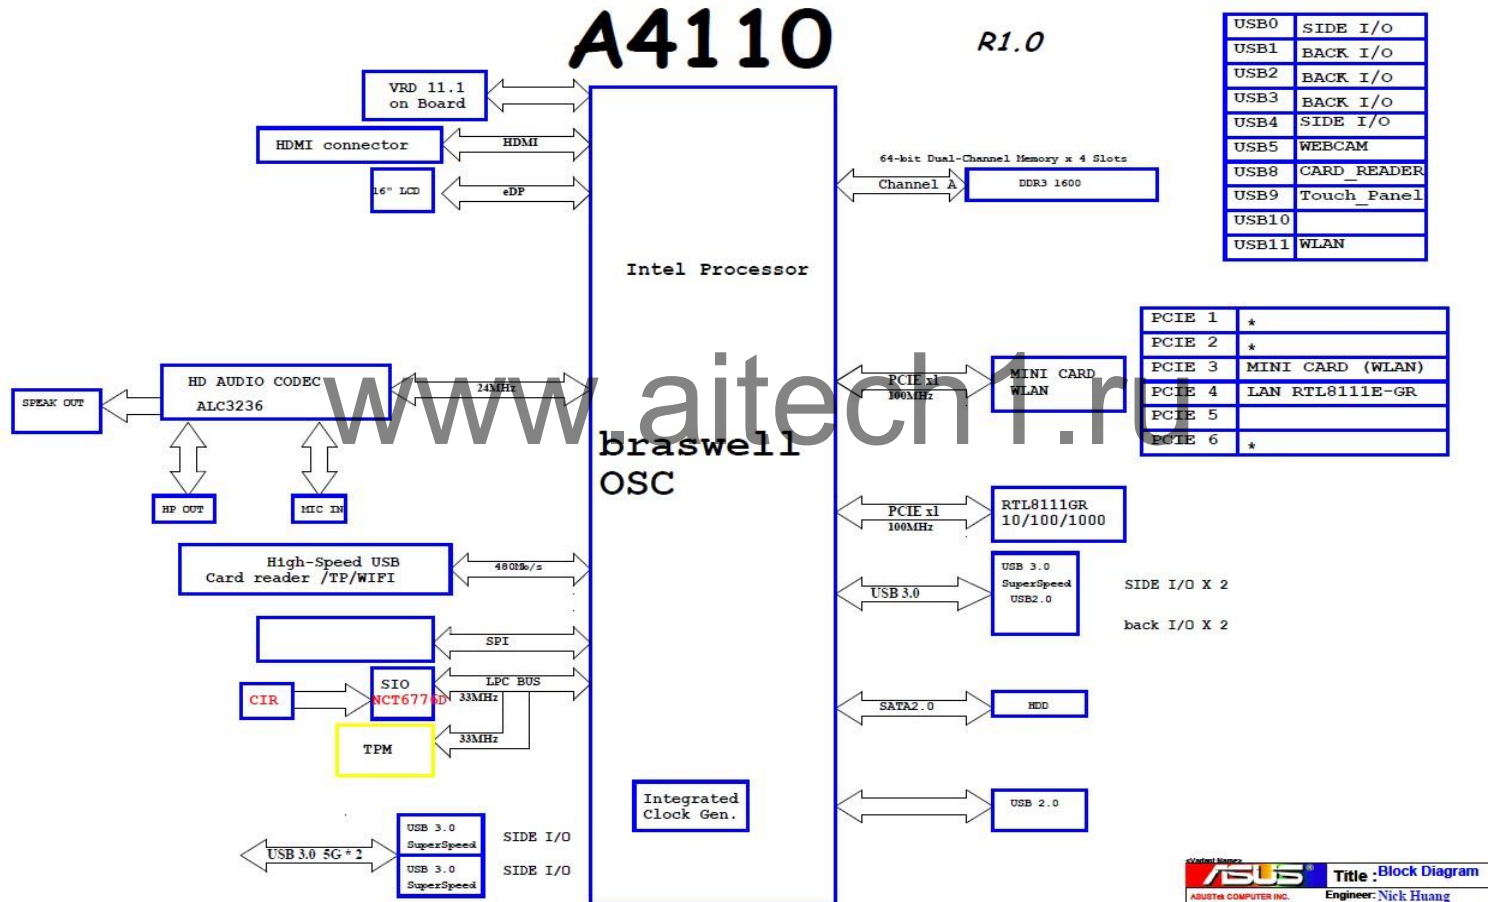 A4110
R1.0
VRD 11.1
on Board
HDMI connector
HDMI
16" LCD
eDP
64-bit Dual-Channel Memory x 4 Slots
Channel A
DDR3 1600
USB0 SIDE I/O
USB1 BACK I/O
USB2 BACK I/O
USB3 BACK I/O
USB4 SIDE I/O
USB5 WEBCAM
USB8 CARD_READER
USB9 Touch_Panel
USB10
USB11 WLAN
Intel Processor
PCIE 1 *
PCIE 2 *
PCIE 3 MINI CARD (WLAN)
PCIE 4 LAN RTL8111E-GR
PCIE 5
PCIE 6 *
SPEAK OUT
HD AUDIO CODEC
ALC3236
24MHz
PCIE x1
100MHz
MINI CARD
WLAN
www.aitech1.ru
braswell
OSC
HP OUT
MIC IN
PCIE x1
100MHz
RTL8111GR
10/100/1000
High-Speed USB
Card reader /TP/WIFI
480Mb/s
USB 3.0
USB 3.0
SuperSpeed
USB2.0
SIDE I/O X 2
back I/O X 2
SPI
CIR
SIO
NCT6776D
LPC BUS
33MHz
TPM
33MHz
SATA2.0
HDD
Integrated
Clock Gen.
USB 2.0
USB 3.0 5G * 2
USB 3.0
SuperSpeed
SIDE I/O
USB 3.0
SuperSpeed
SIDE I/O
<Variant Name>
ASUS
ASUSTeK COMPUTER INC.
Title : Block Diagram
Engineer: Nick Huang